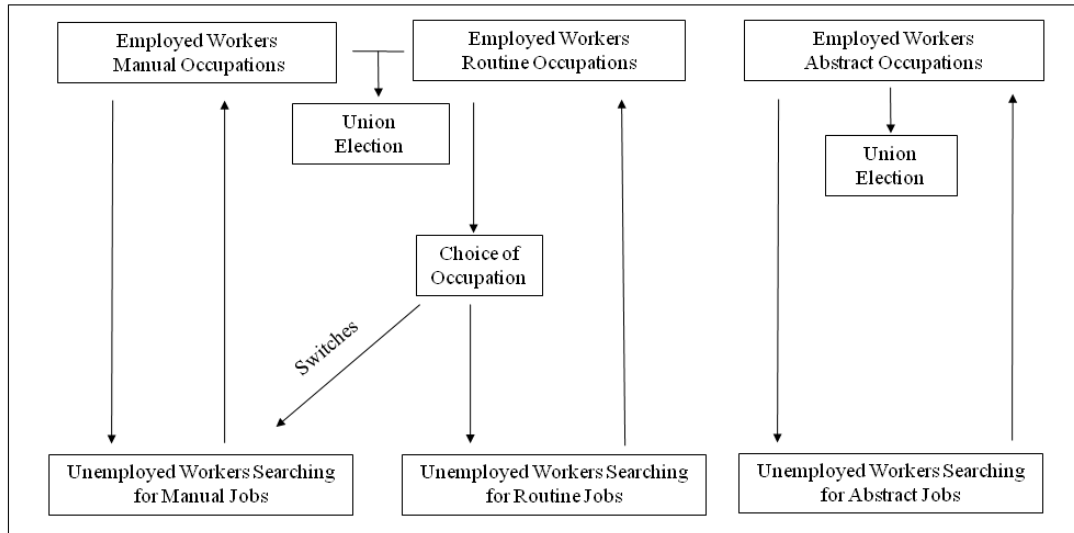 Employed Workers
Manual Occupations
Employed Workers
Routine Occupations
Employed Workers
Abstract Occupations
Union
Election
Union
Election
Choice of
Occupation
Switches
Unemployed Workers Searching
for Manual Jobs
Unemployed Workers Searching
for Routine Jobs
Unemployed Workers Searching
for Abstract Jobs